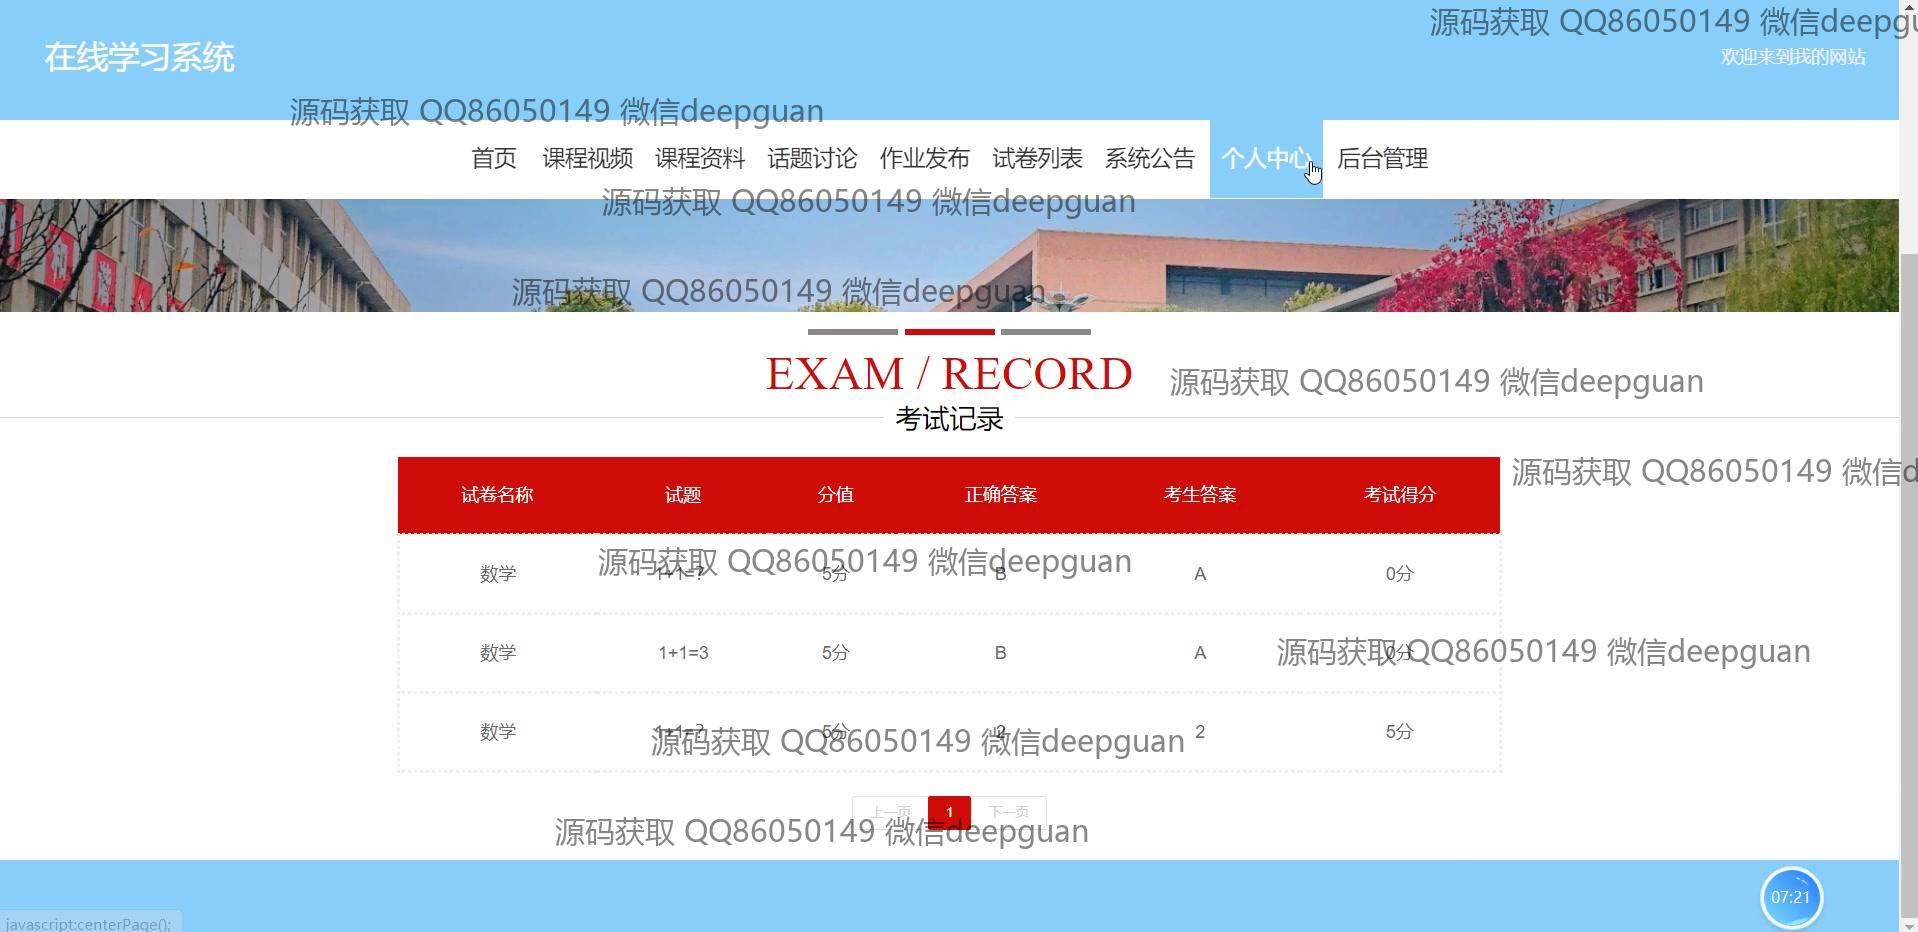 源码获取 QQ86050149 微信deepgu
在线学习系统
欢迎来到我的网站
源码获取 QQ86050149 微信deepguan
首页 课程视频 课程资料 话题讨论 作业发布 试卷列表 系统公告 个人中心 后台管理
源码获取 QQ86050149 微信deepguan
源码获取 QQ86050149 微信deepguan
EXAM / RECORD
源码获取 QQ86050149 微信deepguan
考试记录
源码获取 QQ86050149 微信d
试卷名称 试题 分值 正确答案 考生答案 考试得分
源码获取 QQ86050149 微信deepguan
数学 1+1=? 5分 B A 0分
数学 1+1=3 5分 B A 0分
源码获取 QQ86050149 微信deepguan
数学 1+1=? 5分 2 2 5分
源码获取 QQ86050149 微信deepguan
上一页 1 下一页
源码获取 QQ86050149 微信deepguan
07:21
javascript:centerPage();